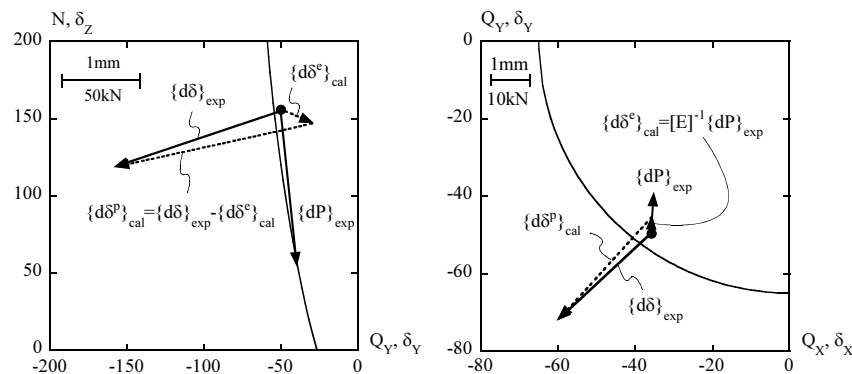 N, δZ
200
150
100
50
0
-200
-150
-100
-50
0
QY, δY
1mm
50kN
{dδ}exp
{dδe}cal
{dδp}cal={dδ}exp-{dδe}cal
{dP}exp
QY, δY
0
-20
-40
-60
-80
-80
-60
-40
-20
0
QX, δX
1mm
10kN
{dδe}cal=[E]-1{dP}exp
{dP}exp
{dδp}cal
{dδ}exp